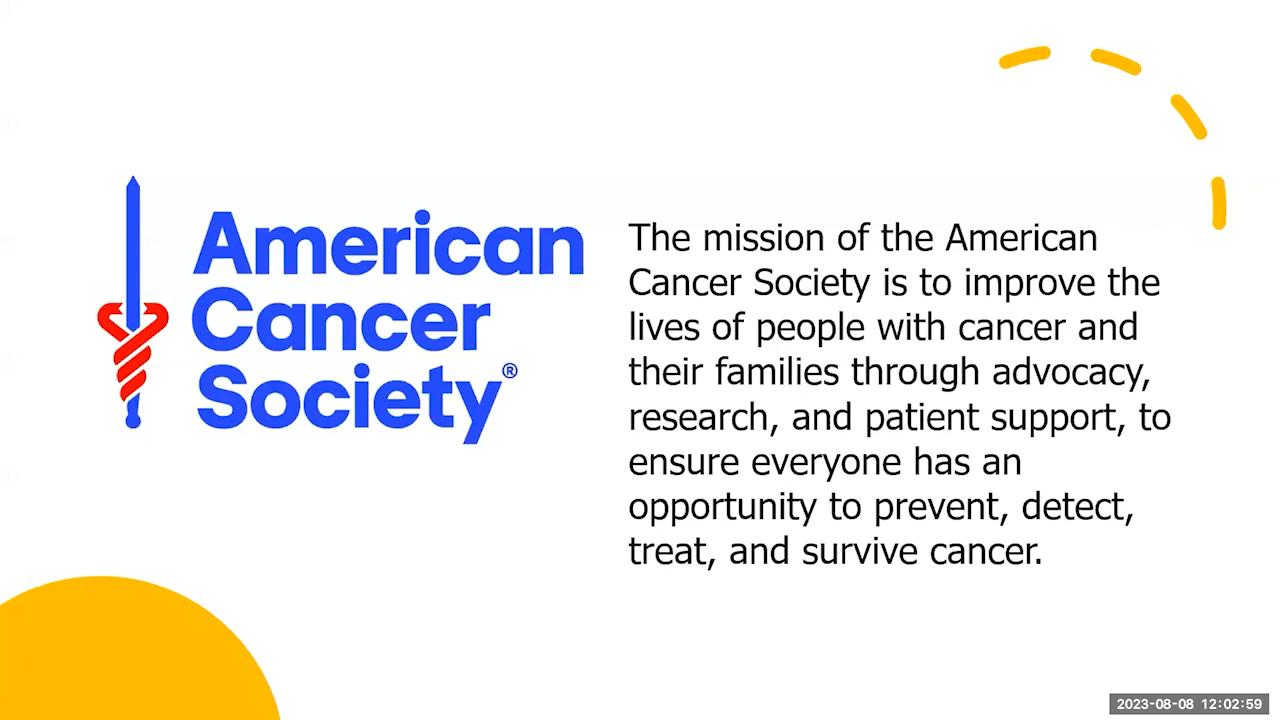 American
Cancer
Society®
The mission of the American
Cancer Society is to improve the
lives of people with cancer and
their families through advocacy,
research, and patient support, to
ensure everyone has an
opportunity to prevent, detect,
treat, and survive cancer.
2023-08-08 12:02:59